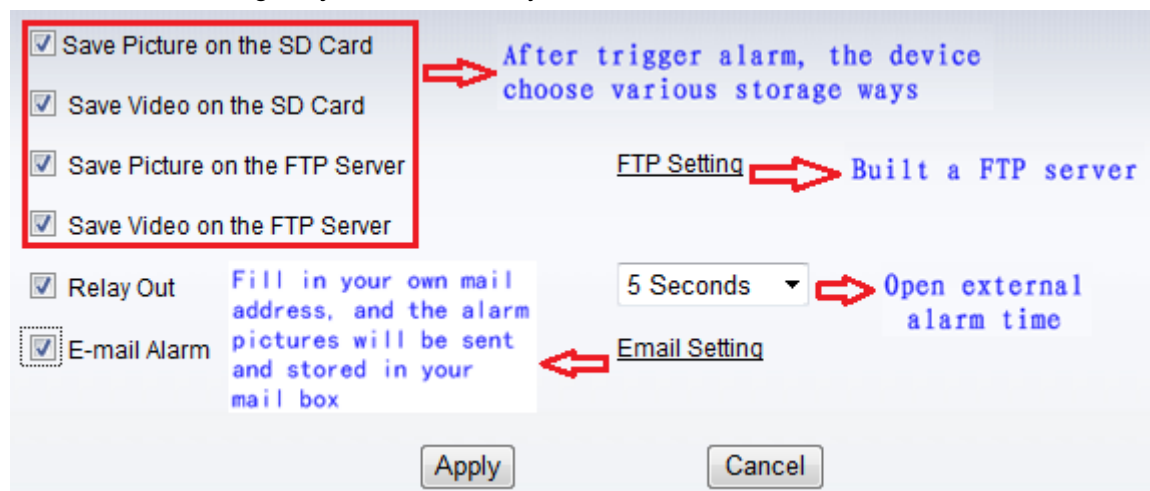 Save Picture on the SD Card
After trigger alarm, the device
choose various storage ways
Save Video on the SD Card
Save Picture on the FTP Server
FTP Setting
Built a FTP server
Save Video on the FTP Server
Relay Out
Fill in your own mail
address, and the alarm
pictures will be sent
and stored in your
mail box
5 Seconds
Open external
alarm time
E-mail Alarm
Email Setting
Apply
Cancel